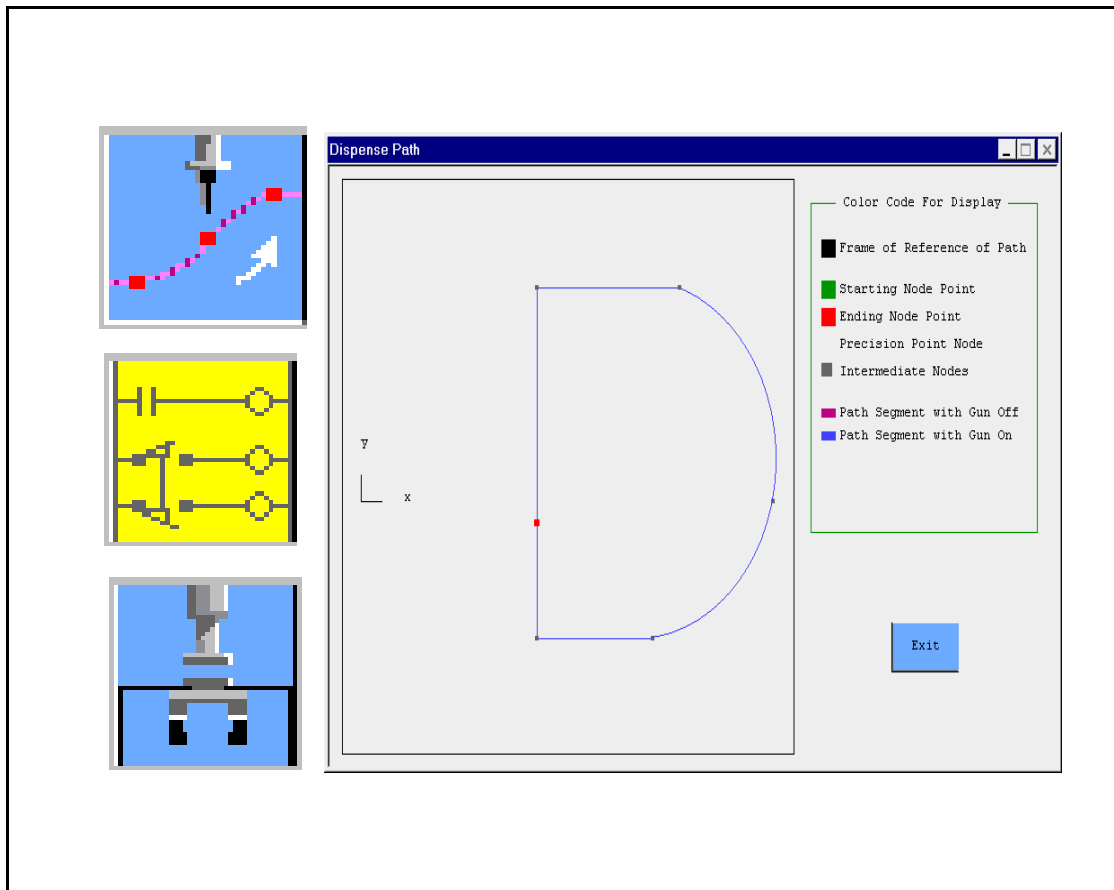 Dispense Path
Color Code For Display
Frame of Reference of Path
Starting Node Point
Ending Node Point
Precision Point Node
Intermediate Nodes
Path Segment with Gun Off
Path Segment with Gun On
y
x
Exit